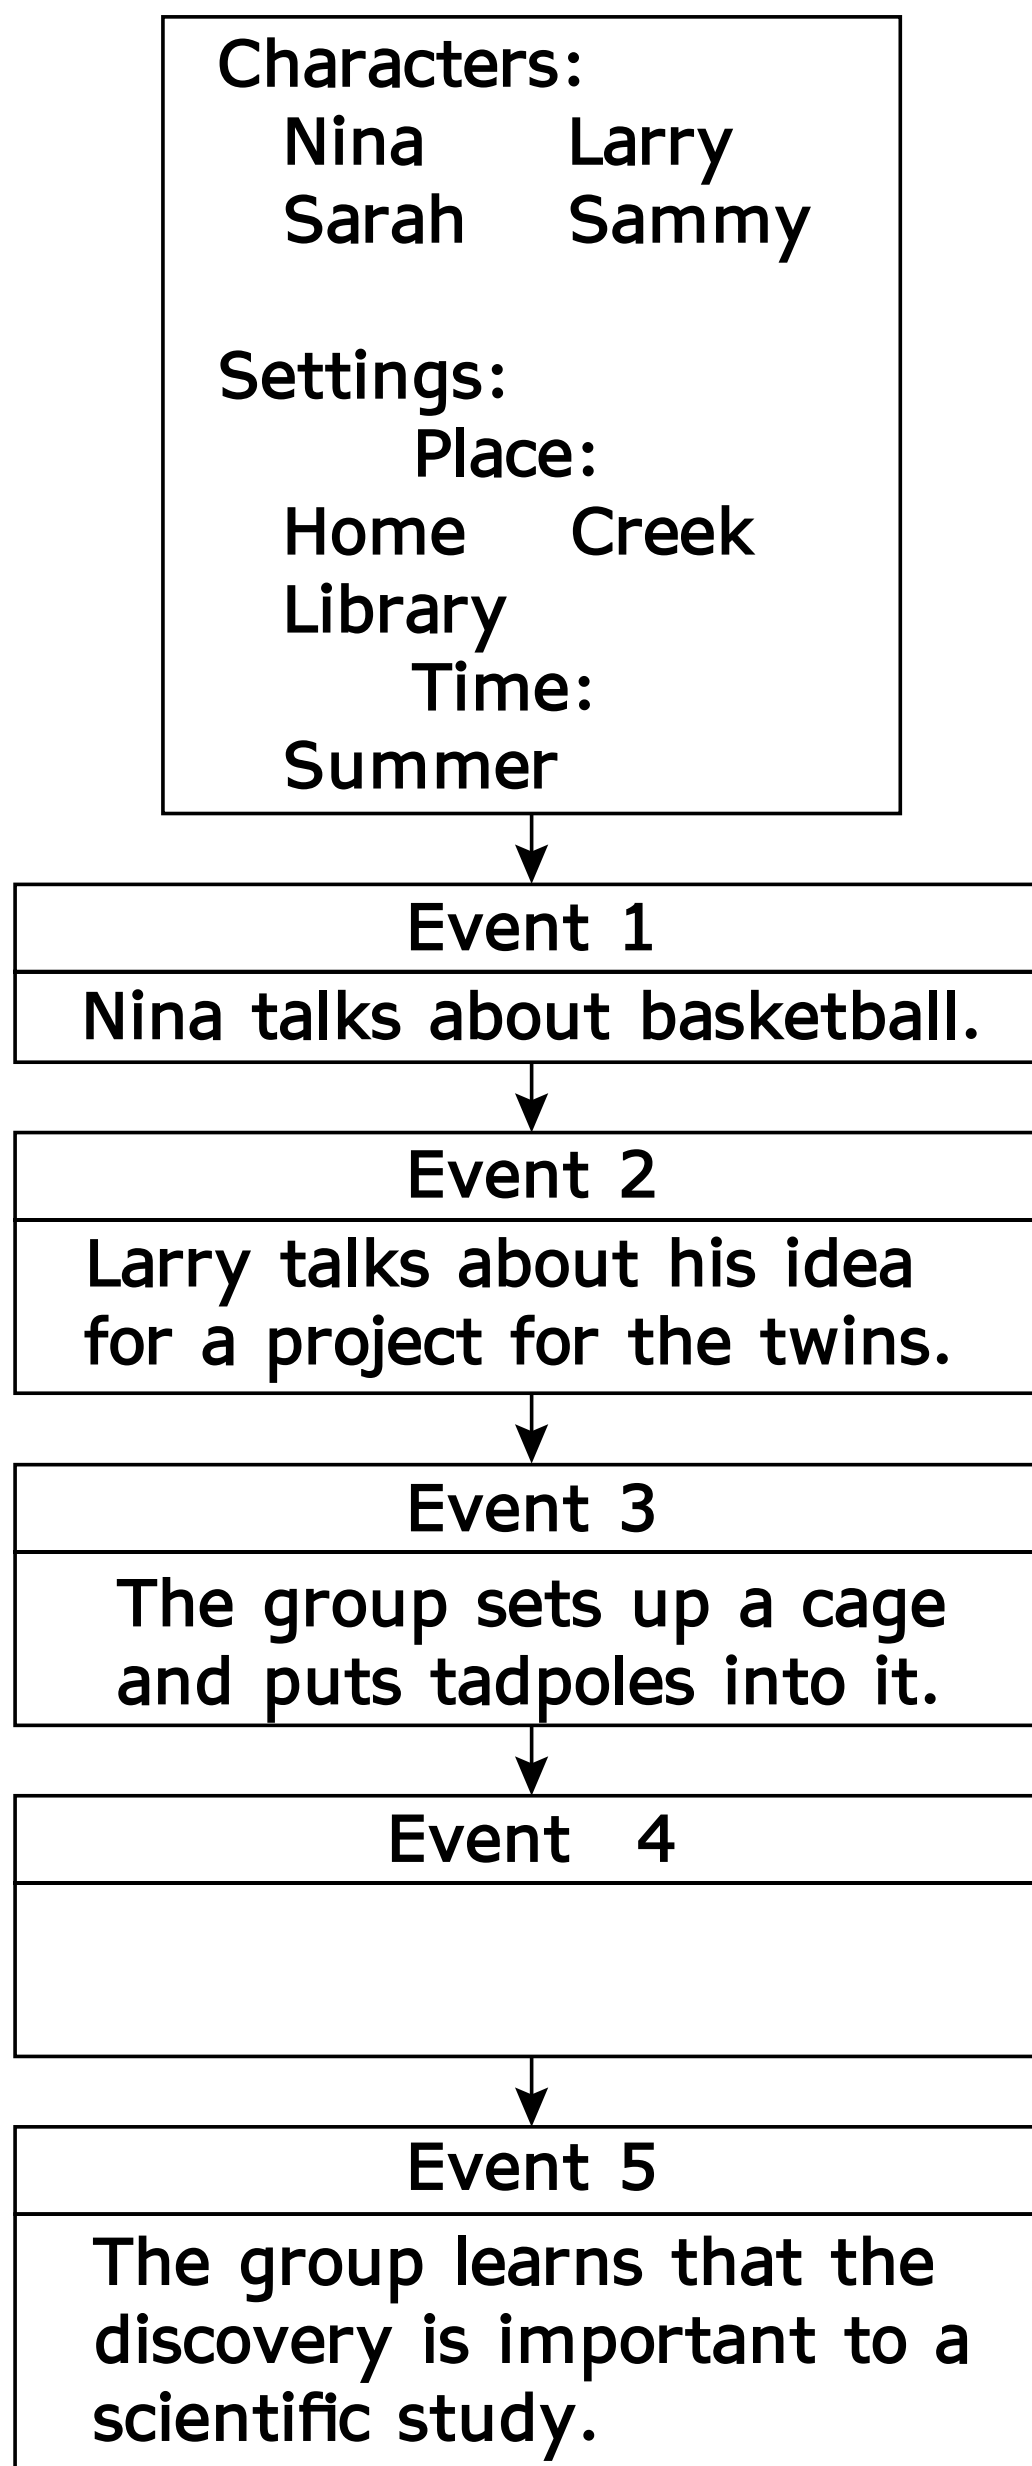 Characters:
Nina Larry
Sarah Sammy
Settings:
Place:
Home Creek
Library
Time:
Summer
Event 1
Nina talks about basketball.
Event 2
Larry talks about his idea
for a project for the twins.
Event 3
The group sets up a cage
and puts tadpoles into it.
Event 4
Event 5
The group learns that the
discovery is important to a
scientific study.